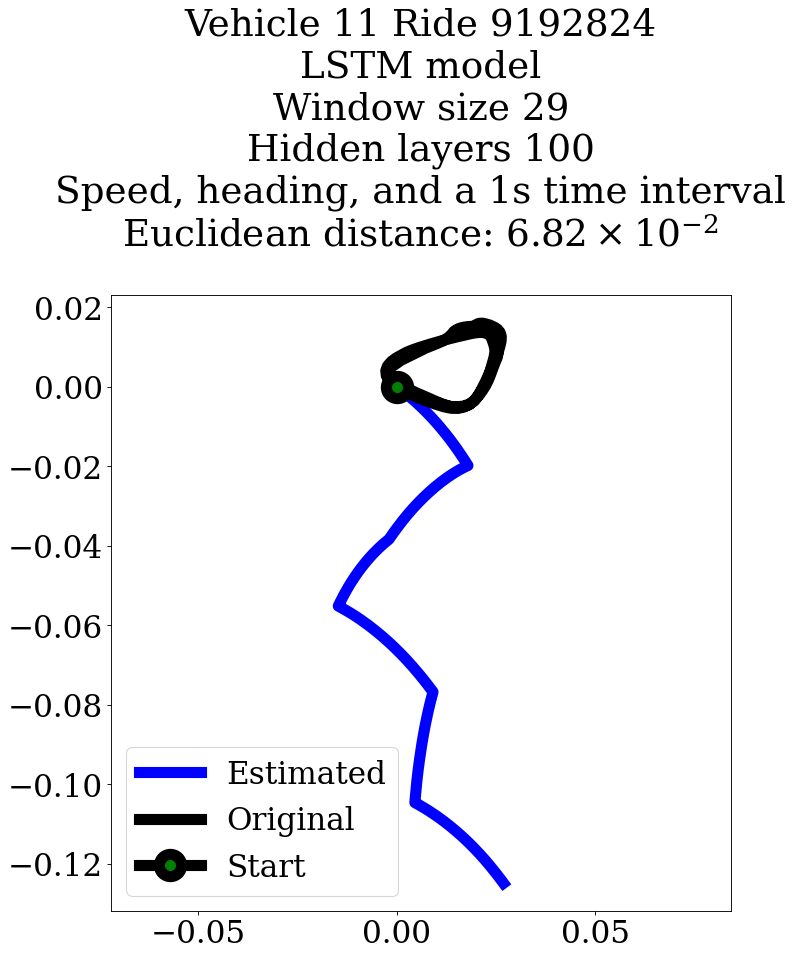 Vehicle 11 Ride 9192824
LSTM model
Window size 29
Hidden layers 100
Speed, heading, and a 1s time interval
Euclidean distance: 6.82 × 10⁻²
0.02
0.00
−0.02
−0.04
−0.06
−0.08
−0.10
−0.12
Estimated
Original
Start
−0.05 0.00 0.05